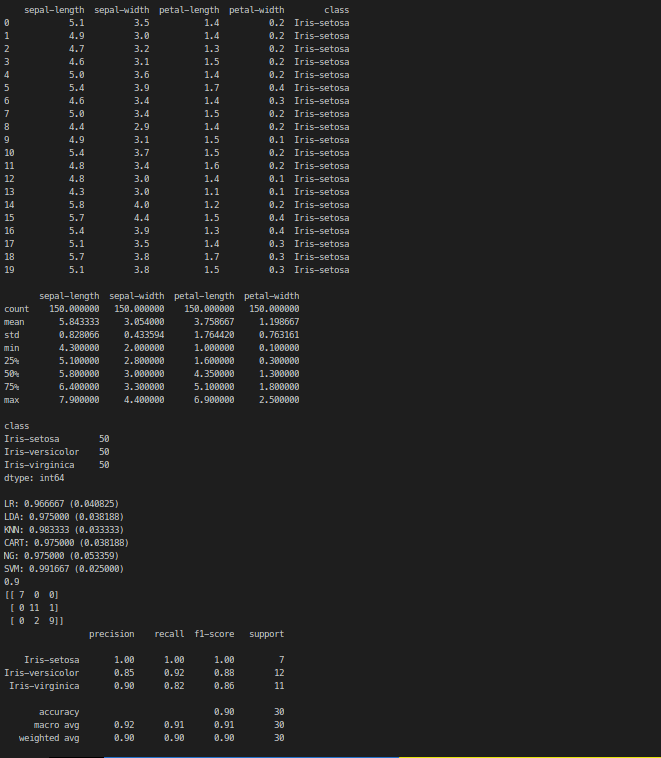 sepal-length sepal-width petal-length petal-width class
0 5.1 3.5 1.4 0.2 Iris-setosa
1 4.9 3.0 1.4 0.2 Iris-setosa
2 4.7 3.2 1.3 0.2 Iris-setosa
3 4.6 3.1 1.5 0.2 Iris-setosa
4 5.0 3.6 1.4 0.2 Iris-setosa
5 5.4 3.9 1.7 0.4 Iris-setosa
6 4.6 3.4 1.4 0.3 Iris-setosa
7 5.0 3.4 1.5 0.2 Iris-setosa
8 4.4 2.9 1.4 0.2 Iris-setosa
9 4.9 3.1 1.5 0.1 Iris-setosa
10 5.4 3.7 1.5 0.2 Iris-setosa
11 4.8 3.4 1.6 0.2 Iris-setosa
12 4.8 3.0 1.4 0.1 Iris-setosa
13 4.3 3.0 1.1 0.1 Iris-setosa
14 5.8 4.0 1.2 0.2 Iris-setosa
15 5.7 4.4 1.5 0.4 Iris-setosa
16 5.4 3.9 1.3 0.4 Iris-setosa
17 5.1 3.5 1.4 0.3 Iris-setosa
18 5.7 3.8 1.7 0.3 Iris-setosa
19 5.1 3.8 1.5 0.3 Iris-setosa
sepal-length sepal-width petal-length petal-width
count 150.000000 150.000000 150.000000 150.000000
mean 5.843333 3.054000 3.758667 1.198667
std 0.828066 0.433594 1.764420 0.763161
min 4.300000 2.000000 1.000000 0.100000
25% 5.100000 2.800000 1.600000 0.300000
50% 5.800000 3.000000 4.350000 1.300000
75% 6.400000 3.300000 5.100000 1.800000
max 7.900000 4.400000 6.900000 2.500000
class
Iris-setosa 50
Iris-versicolor 50
Iris-virginica 50
dtype: int64
LR: 0.966667 (0.040825)
LDA: 0.975000 (0.038188)
KNN: 0.983333 (0.033333)
CART: 0.975000 (0.038188)
NG: 0.975000 (0.053359)
SVM: 0.991667 (0.025000)
0.9
[[ 7 0 0]
[ 0 11 1]
[ 0 2 9]]
precision recall f1-score support
Iris-setosa 1.00 1.00 1.00 7
Iris-versicolor 0.85 0.92 0.88 12
Iris-virginica 0.90 0.82 0.86 11
accuracy 0.90 30
macro avg 0.92 0.91 0.91 30
weighted avg 0.90 0.90 0.90 30